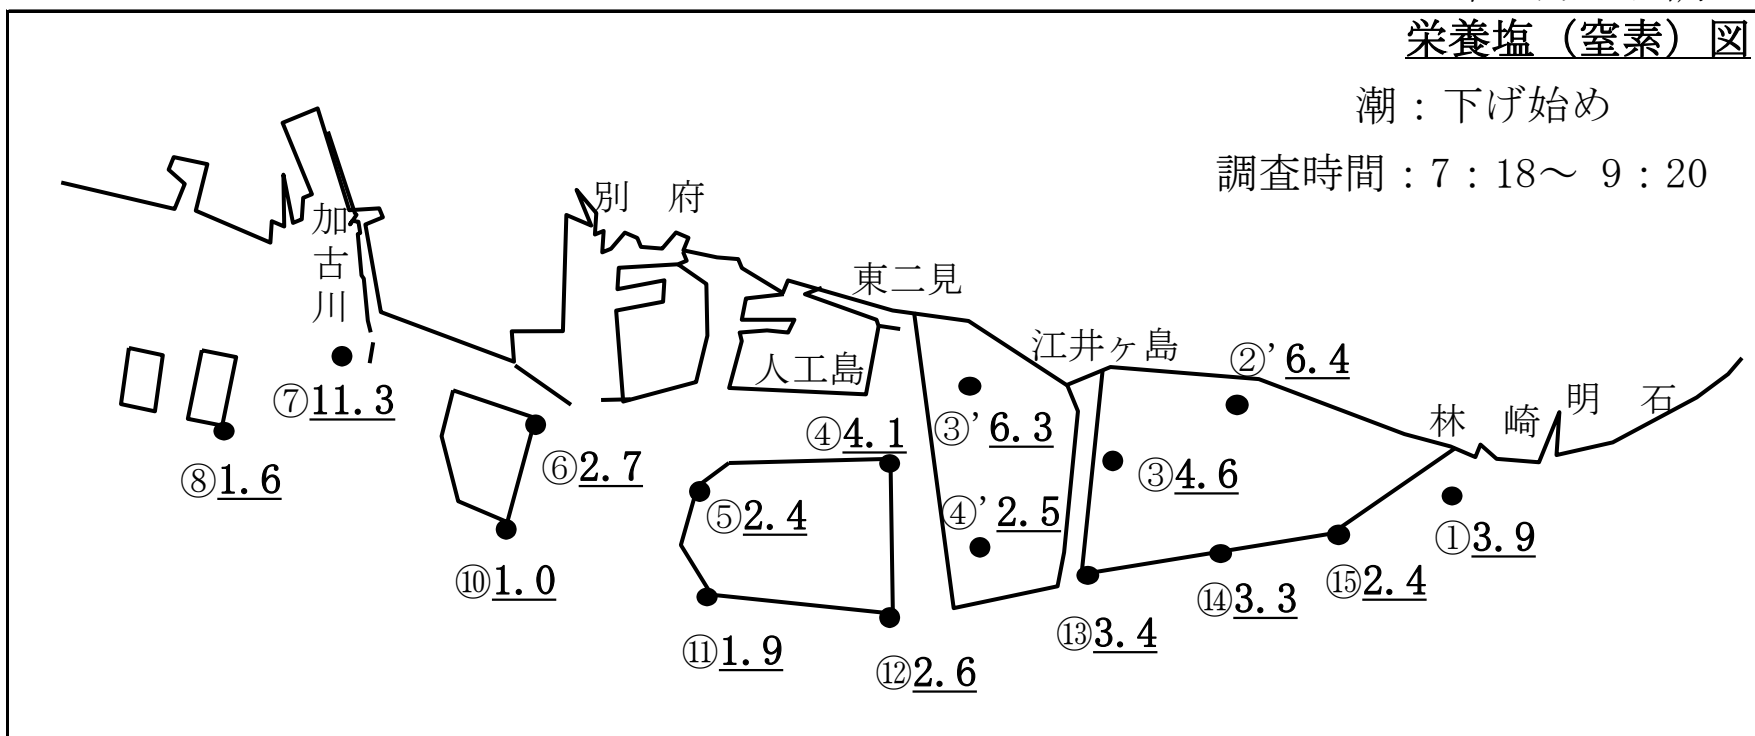 栄養塩（窒素）図
潮：下げ始め
調査時間：7：18～ 9：20
別 府
加古川
東二見
江井ヶ島
②’6.4
人工島
林 崎
明 石
⑦11.3
③’6.3
④4.1
⑧1.6
⑥2.7
③4.6
⑤2.4
④’2.5
①3.9
⑩1.0
⑮2.4
⑭3.3
⑬3.4
⑪1.9
⑫2.6